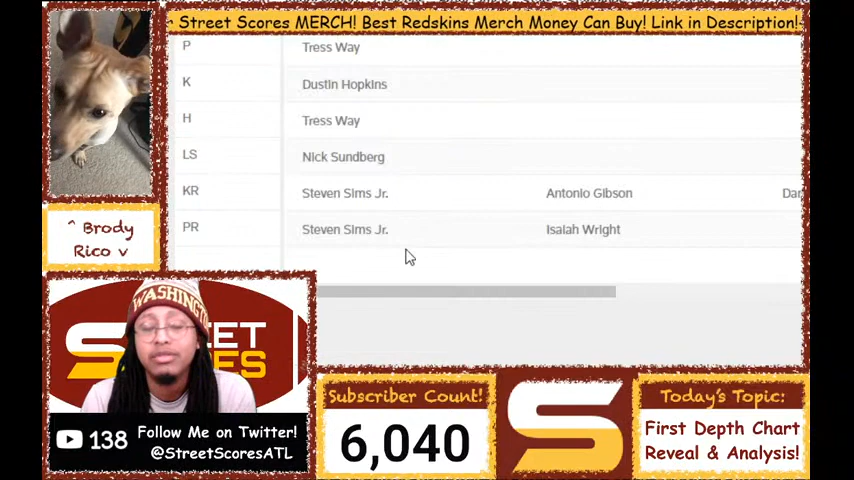 Street Scores MERCH! Best Redskins Merch Money Can Buy! Link in Description!
P Tress Way
K Dustin Hopkins
H Tress Way
LS Nick Sundberg
KR Steven Sims Jr. Antonio Gibson
PR Steven Sims Jr. Isaiah Wright
^ Brody
Rico v
WASHINGTON
138 Follow Me on Twitter!
@StreetScoresATL
Subscriber Count!
6,040
Today's Topic:
First Depth Chart
Reveal & Analysis!